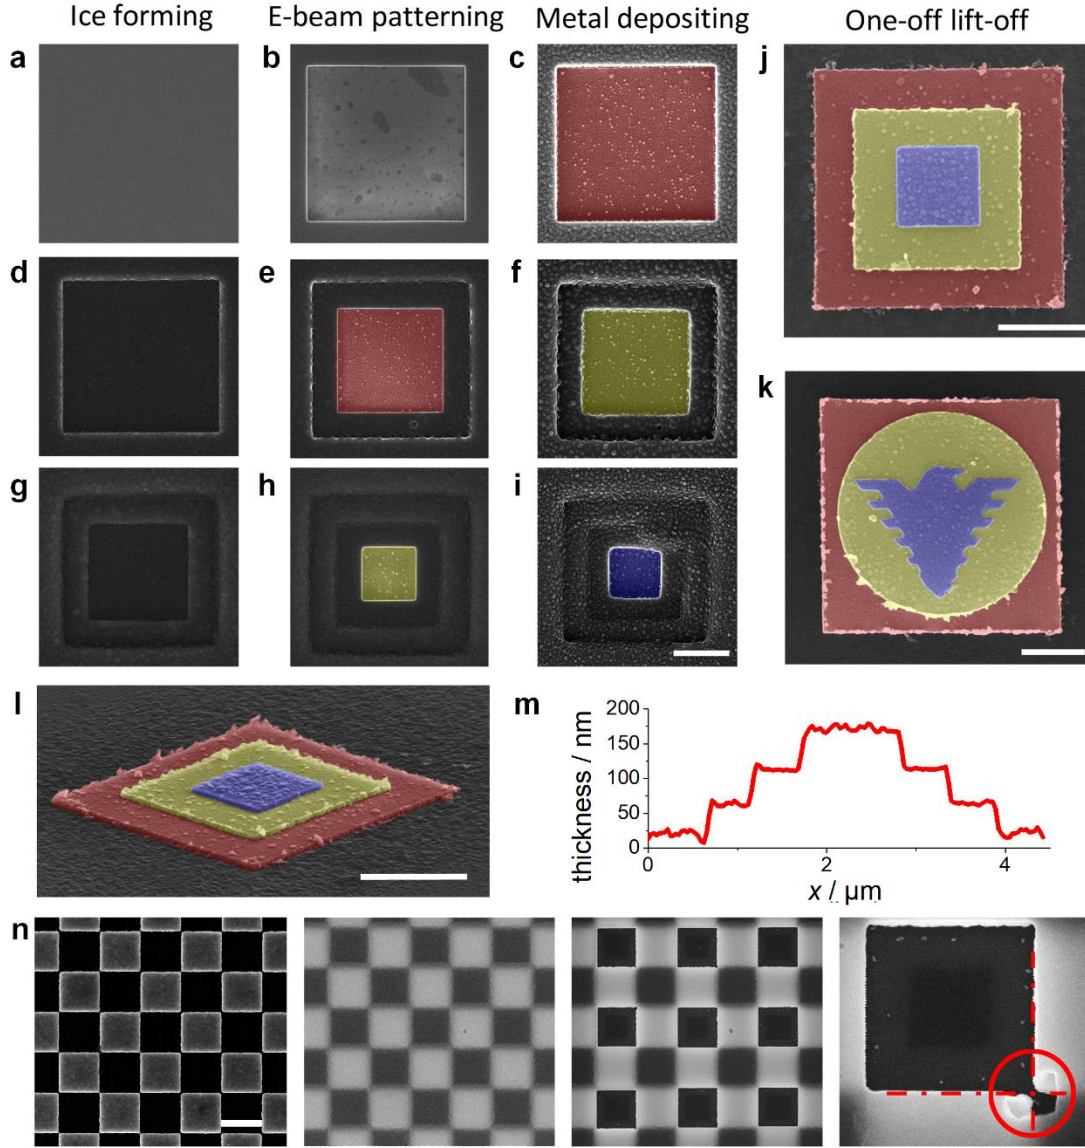 Ice forming E-beam patterning Metal depositing One-off lift-off
a b c j
d e f
k
g h i
l m
thickness / nm
200
150
100
50
0
0 2 4
x / µm
n